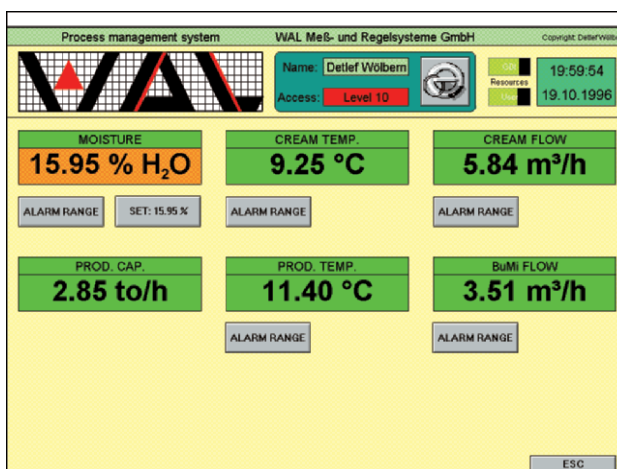 Process management system WAL Meß- und Regelsysteme GmbH Copyright: Detlef Wölbe
WAL
Name: Detlef Wölbern
Access: Level 10
GDI
Resources
User
19:59:54
19.10.1996
MOISTURE
15.95 % H₂O
CREAM TEMP.
9.25 °C
CREAM FLOW
5.84 m³/h
ALARM RANGE
SET: 15.95 %
ALARM RANGE
ALARM RANGE
PROD. CAP.
2.85 to/h
PROD. TEMP.
11.40 °C
BuMi FLOW
3.51 m³/h
ALARM RANGE
ALARM RANGE
ESC